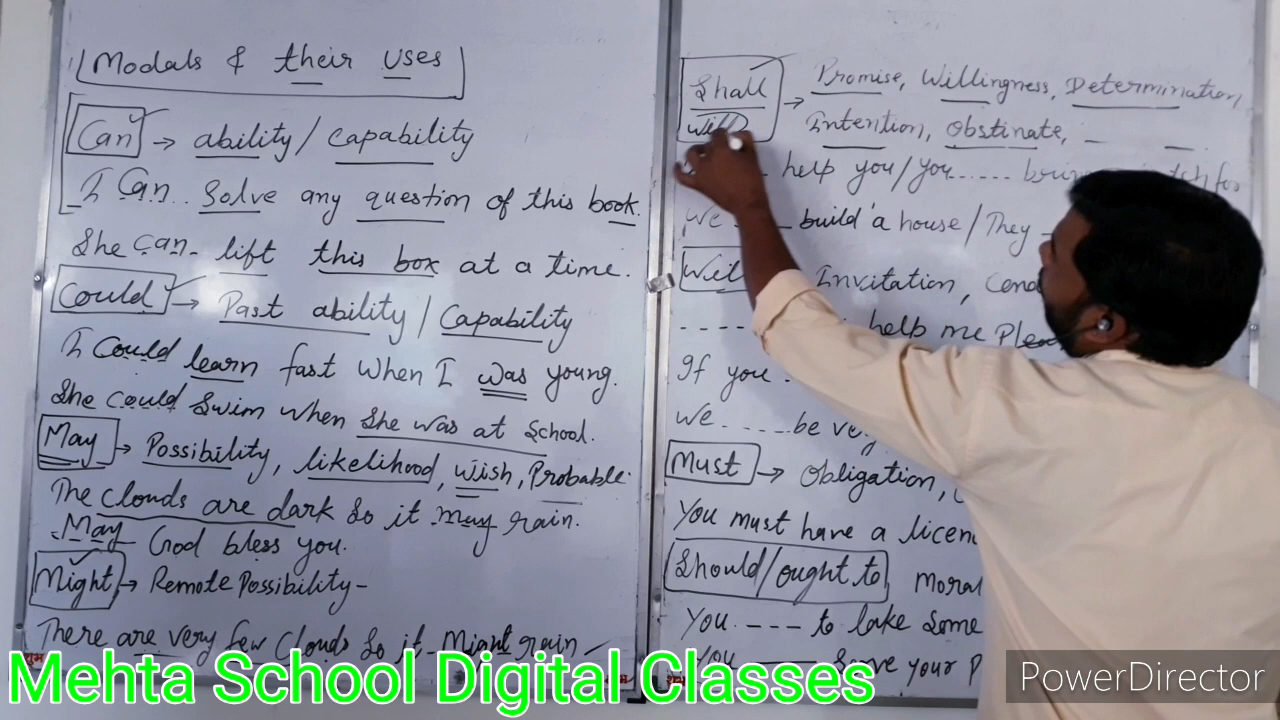 Modals & their uses
Can → ability/ capability
I Can.. Solve any question of this book.
She can lift this box at a time.
Could → Past ability / Capability
I could learn fast when I was young.
She could swim when she was at School.
May → Possibility, likelihood, wish, Probable.
The clouds are dark so it may rain.
May God bless you.
Might → Remote Possibility-
There are very few clouds so it Might rain
Shall → Promise, Willingness, Determination,
Will Intention, Obstinate,
help you/you......
We build a house / They
Invitation,
help me
If you
We .....be
Must → Obligation,
You must have a
Should/ought to Moral
You ---- to take some
You your
Mehta School Digital Classes
PowerDirector